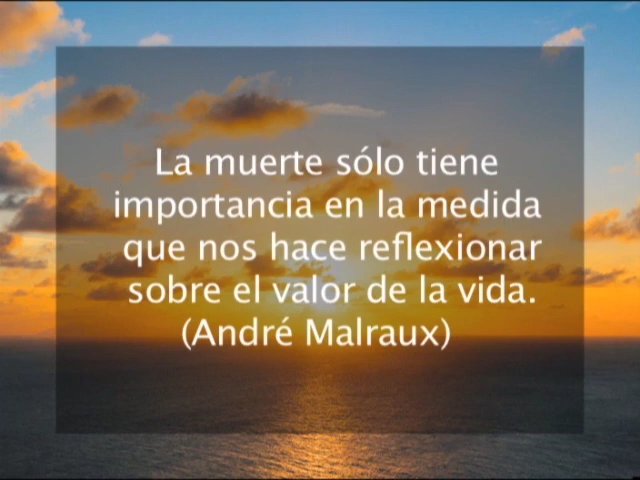 La muerte sólo tiene
importancia en la medida
que nos hace reflexionar
sobre el valor de la vida.
(André Malraux)